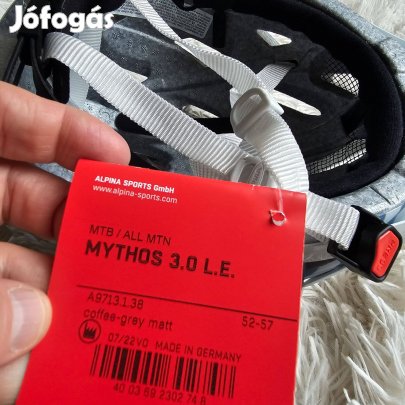 Jófogás
ALPINA SPORTS GmbH
www.alpina-sports.com
MTB / ALL MTN
MYTHOS 3.0 L.E.
A9713.1.38
coffee-grey matt 52-57
07/22VO MADE IN GERMANY